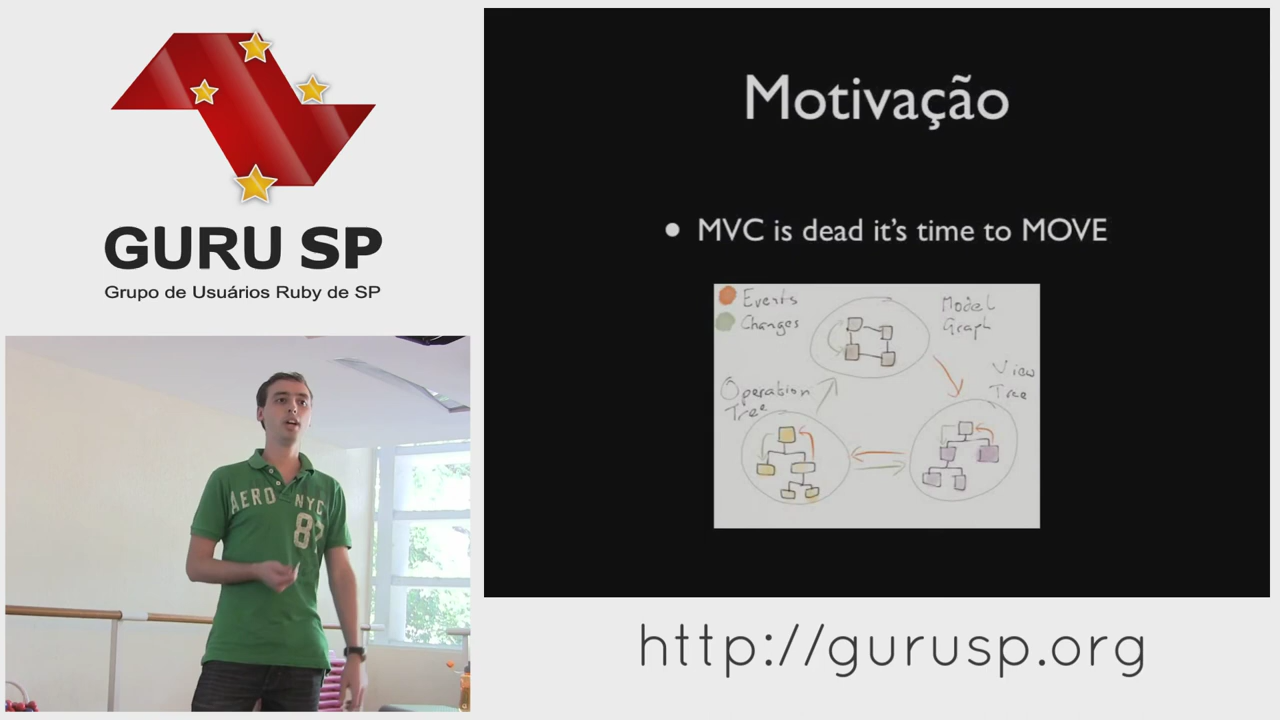 GURU SP
Grupo de Usuários Ruby de SP
AERO NYC
87
Motivação
• MVC is dead it's time to MOVE
Events
Changes
Model
Graph
View
Tree
Operation
Tree
http://gurusp.org